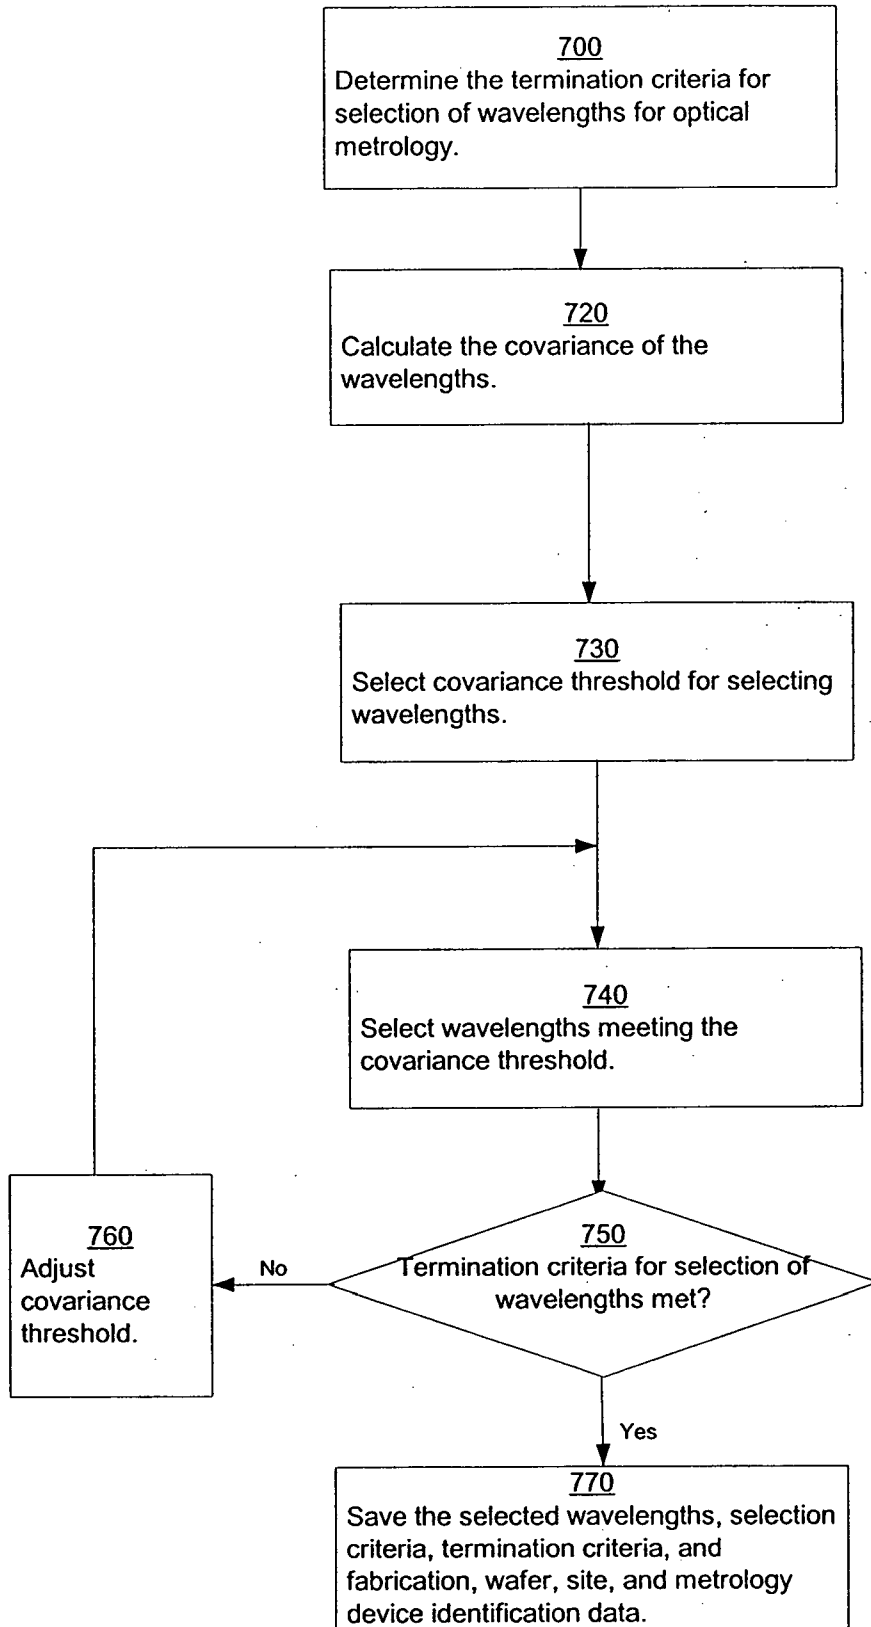 700
Determine the termination criteria for
selection of wavelengths for optical
metrology.
720
Calculate the covariance of the
wavelengths.
730
Select covariance threshold for selecting
wavelengths.
740
Select wavelengths meeting the
covariance threshold.
750
Termination criteria for selection of
wavelengths met?
No
760
Adjust
covariance
threshold.
Yes
770
Save the selected wavelengths, selection
criteria, termination criteria, and
fabrication, wafer, site, and metrology
device identification data.